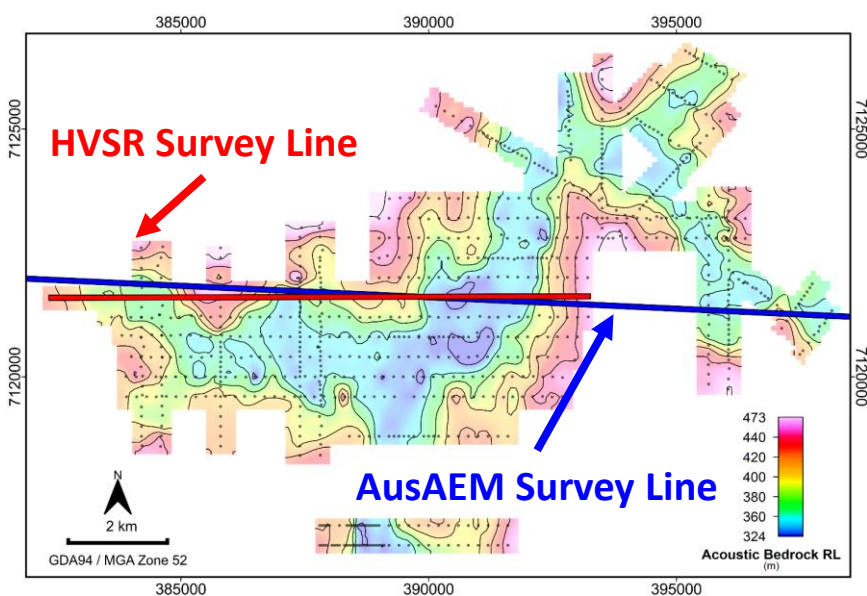 385000 390000 395000
7125000 7125000
HVSR Survey Line
7120000 7120000
AusAEM Survey Line
473
440
420
400
380
360
324
Acoustic Bedrock RL
(m)
N
2 km
GDA94 / MGA Zone 52
385000 390000 395000